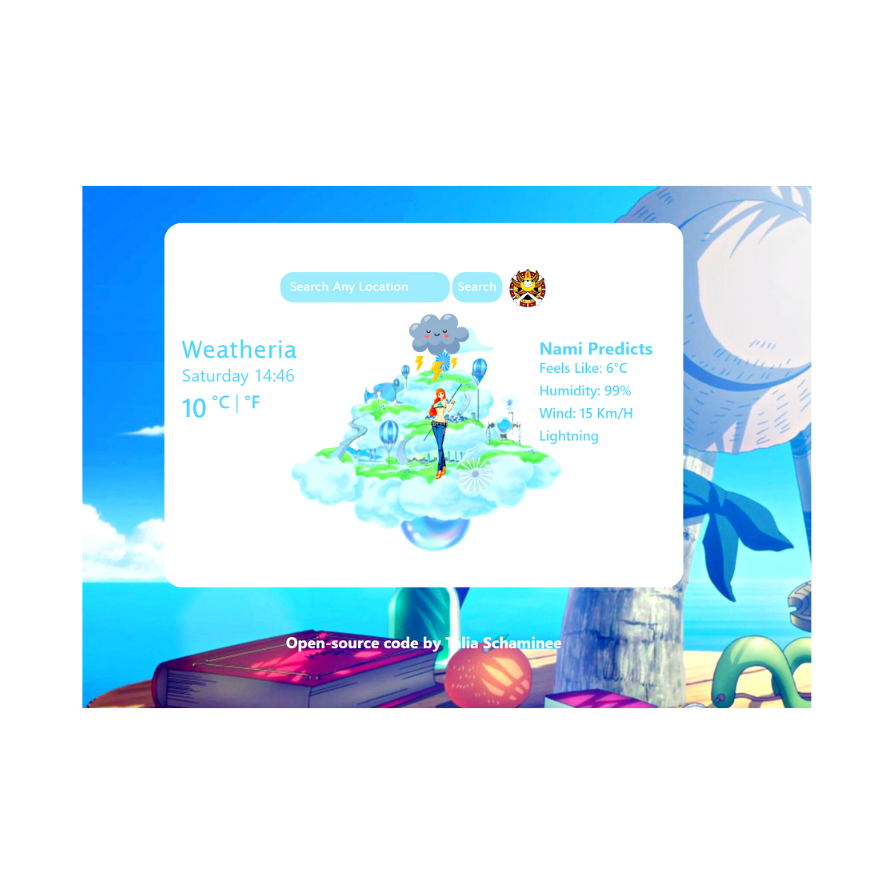 Search Any Location
Search
Weatheria
Saturday 14:46
10 °C | °F
Nami Predicts
Feels Like: 6°C
Humidity: 99%
Wind: 15 Km/H
Lightning
Open-source code by Talia Schaminee